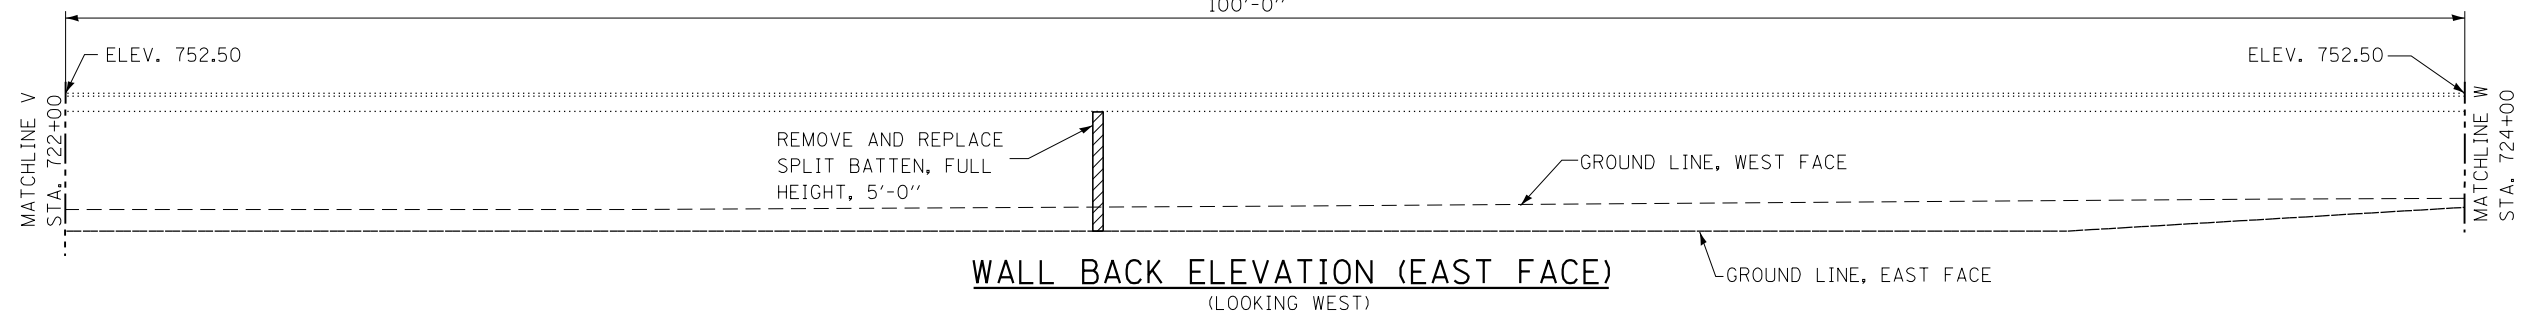 100'-0"
ELEV. 752.50
ELEV. 752.50
MATCHLINE V
STA. 722+00
REMOVE AND REPLACE
SPLIT BATTEN, FULL
HEIGHT, 5'-0"
GROUND LINE, WEST FACE
MATCHLINE W
STA. 724+00
WALL BACK ELEVATION (EAST FACE)
(LOOKING WEST)
GROUND LINE, EAST FACE